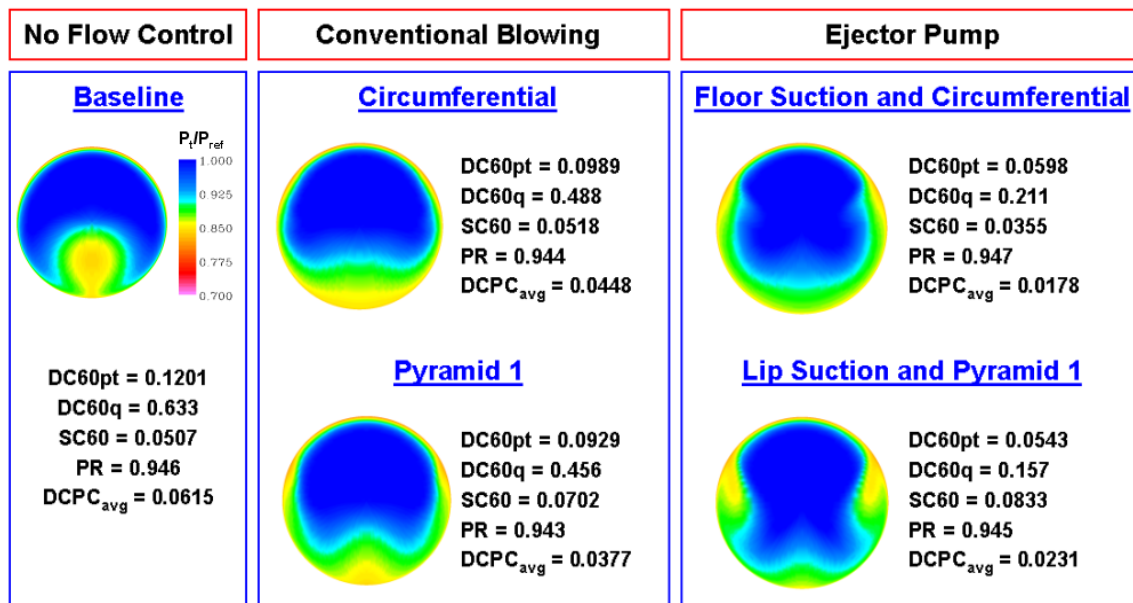 No Flow Control
Conventional Blowing
Ejector Pump
Baseline
Pt/Pref
1.000
0.925
0.850
0.775
0.700
DC60pt = 0.1201
DC60q = 0.633
SC60 = 0.0507
PR = 0.946
DCPCavg = 0.0615
Circumferential
DC60pt = 0.0989
DC60q = 0.488
SC60 = 0.0518
PR = 0.944
DCPCavg = 0.0448
Pyramid 1
DC60pt = 0.0929
DC60q = 0.456
SC60 = 0.0702
PR = 0.943
DCPCavg = 0.0377
Floor Suction and Circumferential
DC60pt = 0.0598
DC60q = 0.211
SC60 = 0.0355
PR = 0.947
DCPCavg = 0.0178
Lip Suction and Pyramid 1
DC60pt = 0.0543
DC60q = 0.157
SC60 = 0.0833
PR = 0.945
DCPCavg = 0.0231